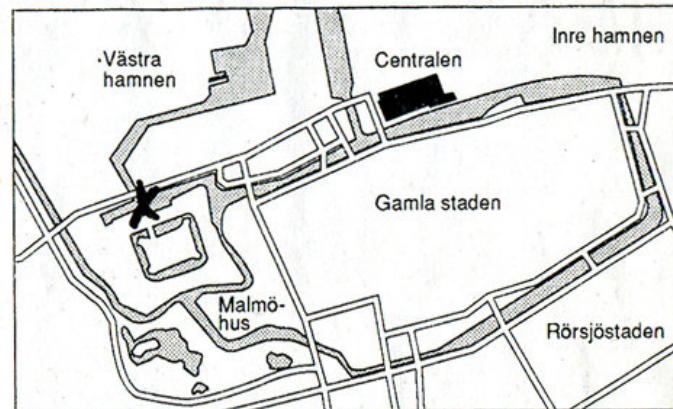 Västra
hamnen
Centralen
Inre hamnen
Gamla staden
Malmö-
hus
Rörsjöstaden